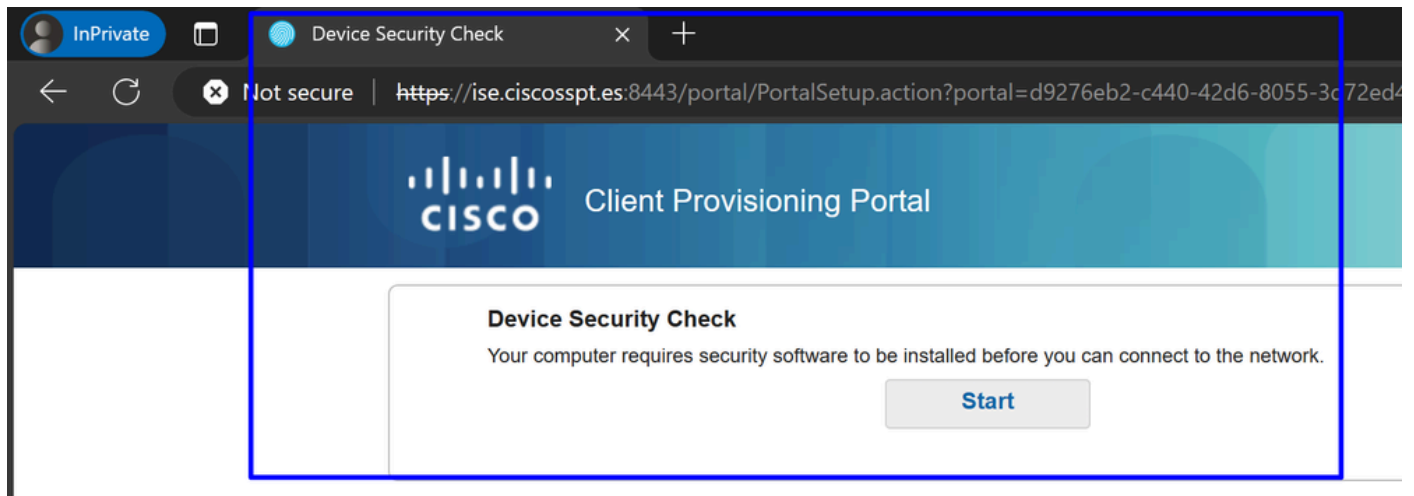 InPrivate
Device Security Check
Not secure
https://ise.ciscosspt.es:8443/portal/PortalSetup.action?portal=d9276eb2-c440-42d6-8055-3d72ed4
CISCO
Client Provisioning Portal
Device Security Check
Your computer requires security software to be installed before you can connect to the network.
Start